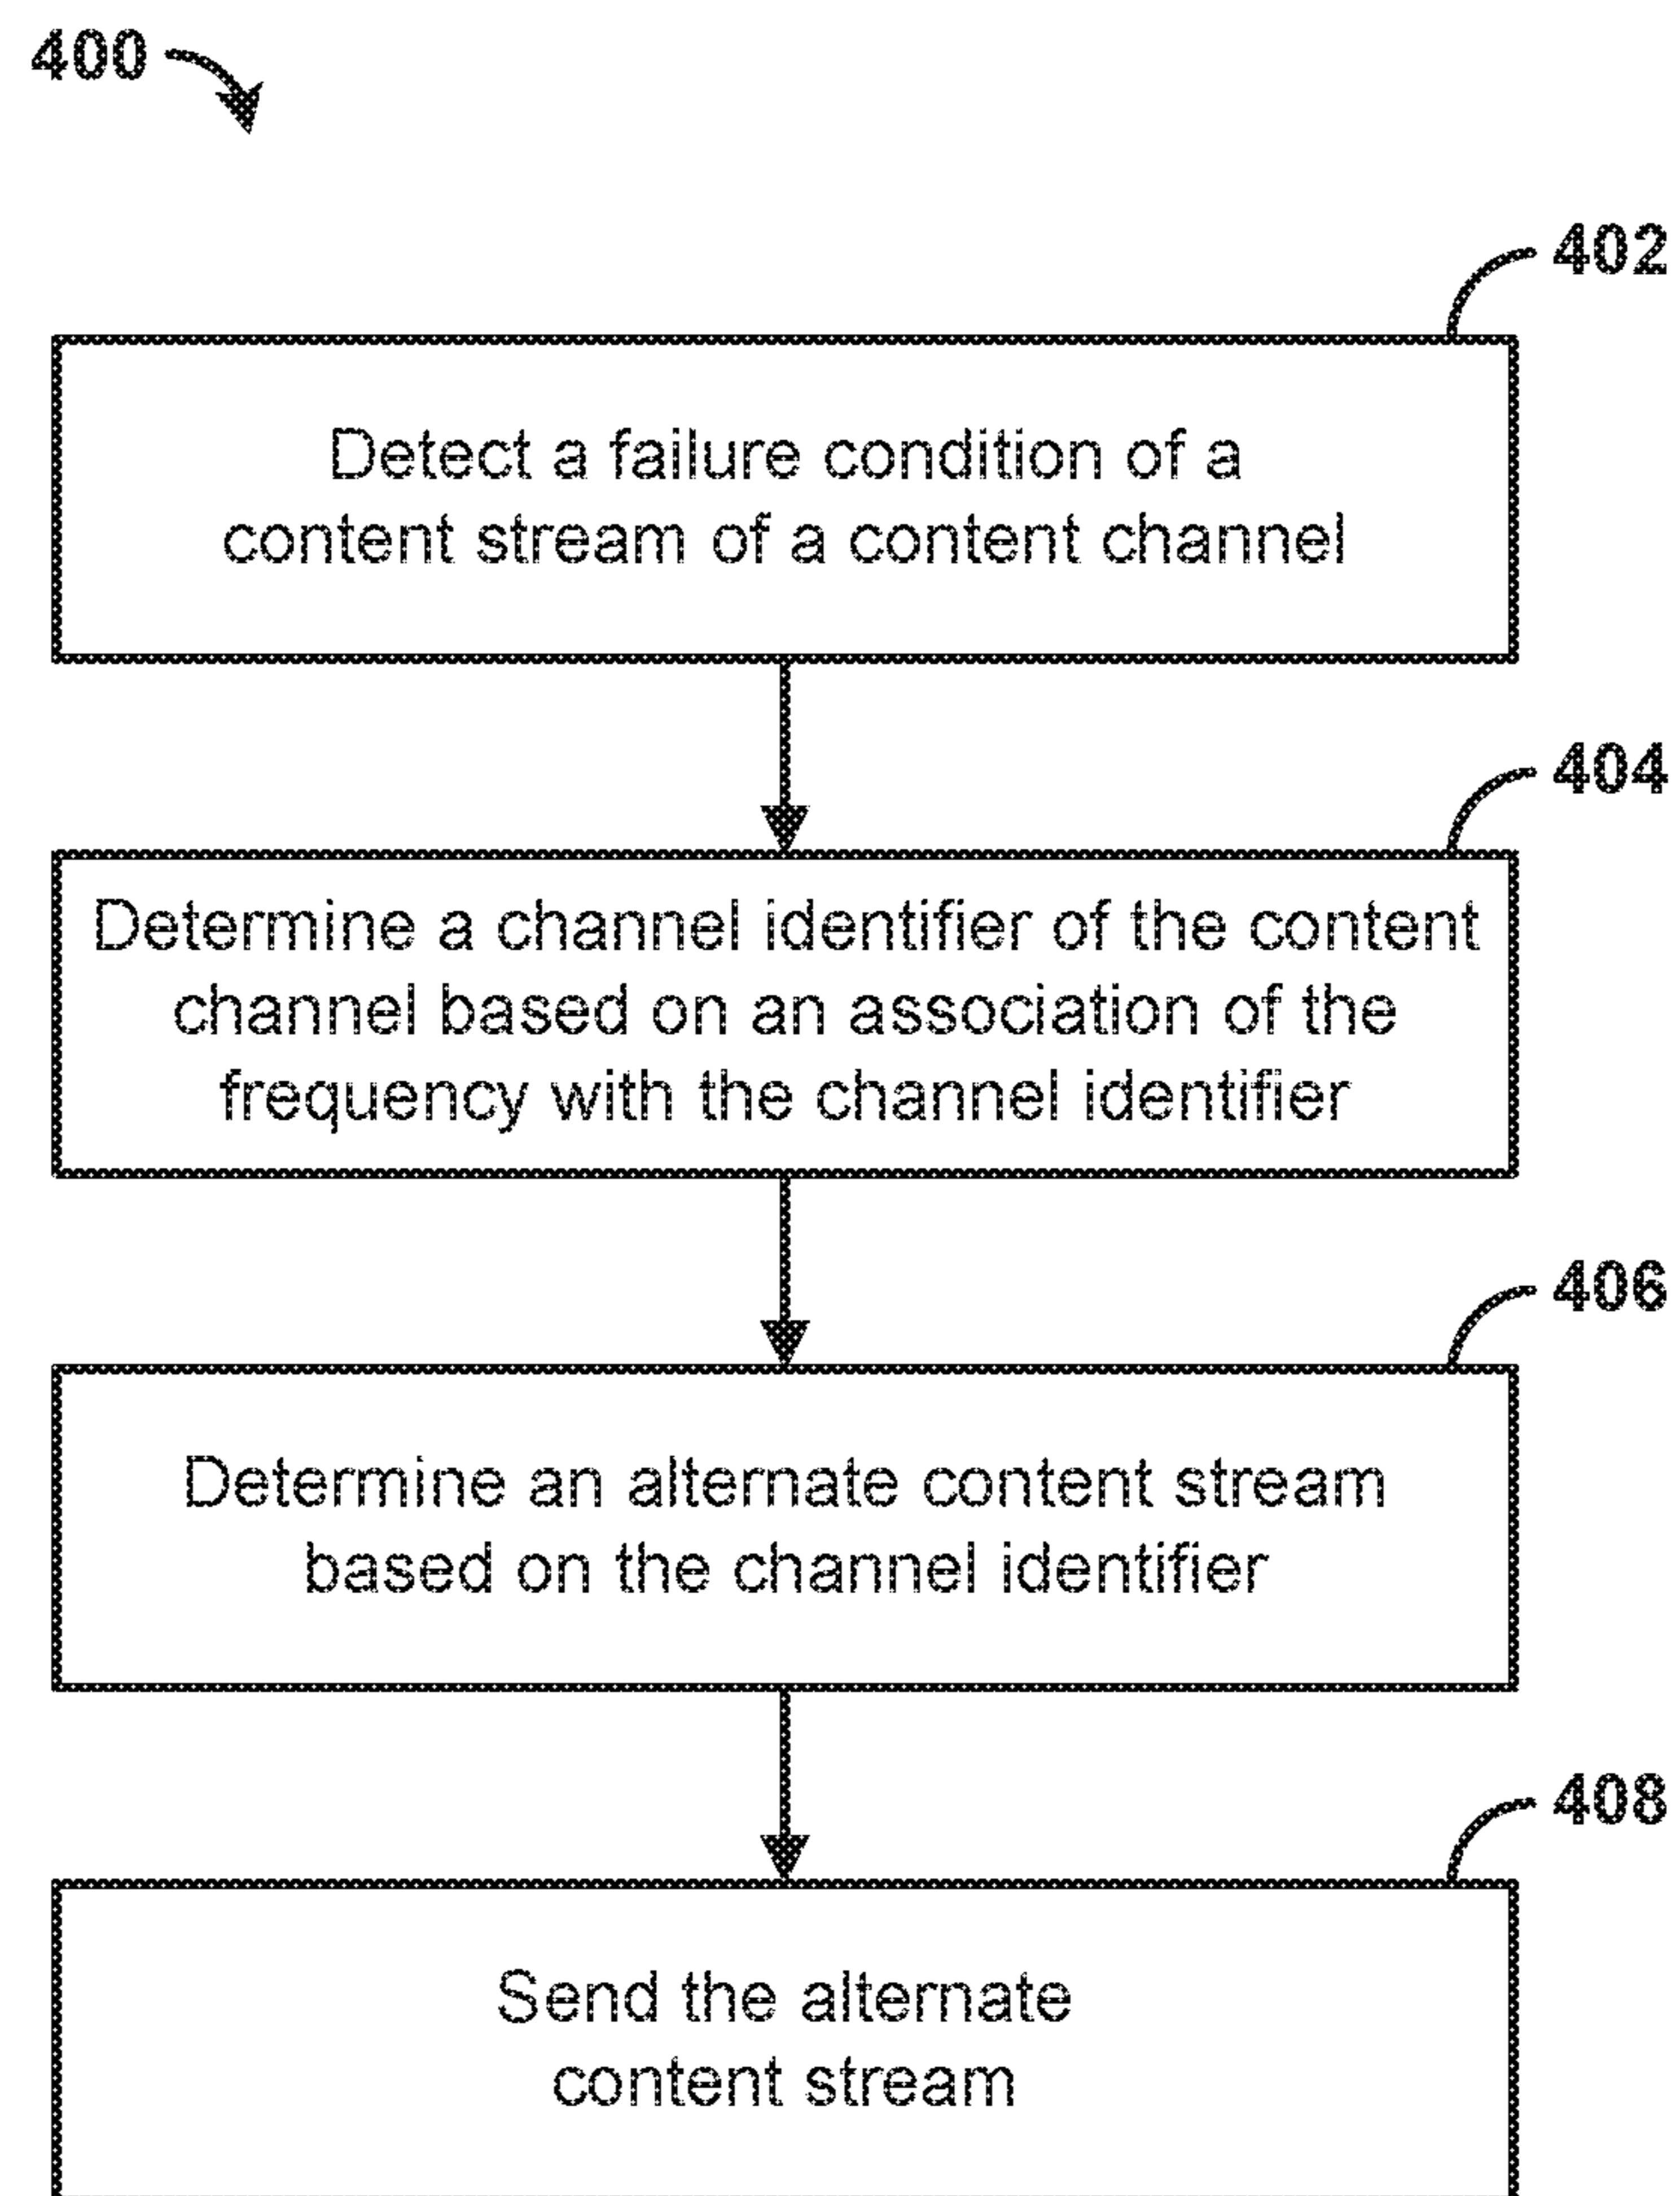 400
402
Detect a failure condition of a
content stream of a content channel
404
Determine a channel identifier of the content
channel based on an association of the
frequency with the channel identifier
406
Determine an alternate content stream
based on the channel identifier
408
Send the alternate
content stream